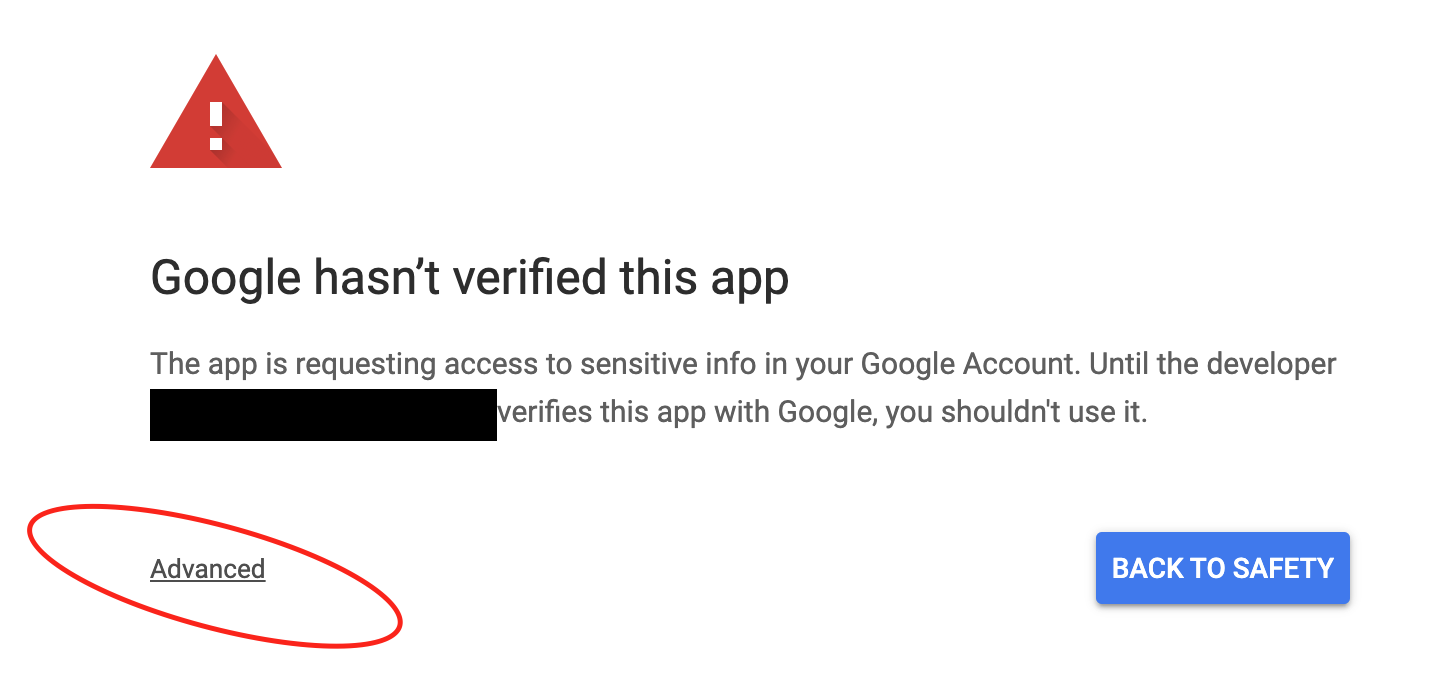 Google hasn’t verified this app
The app is requesting access to sensitive info in your Google Account. Until the developer
verifies this app with Google, you shouldn't use it.
Advanced
BACK TO SAFETY